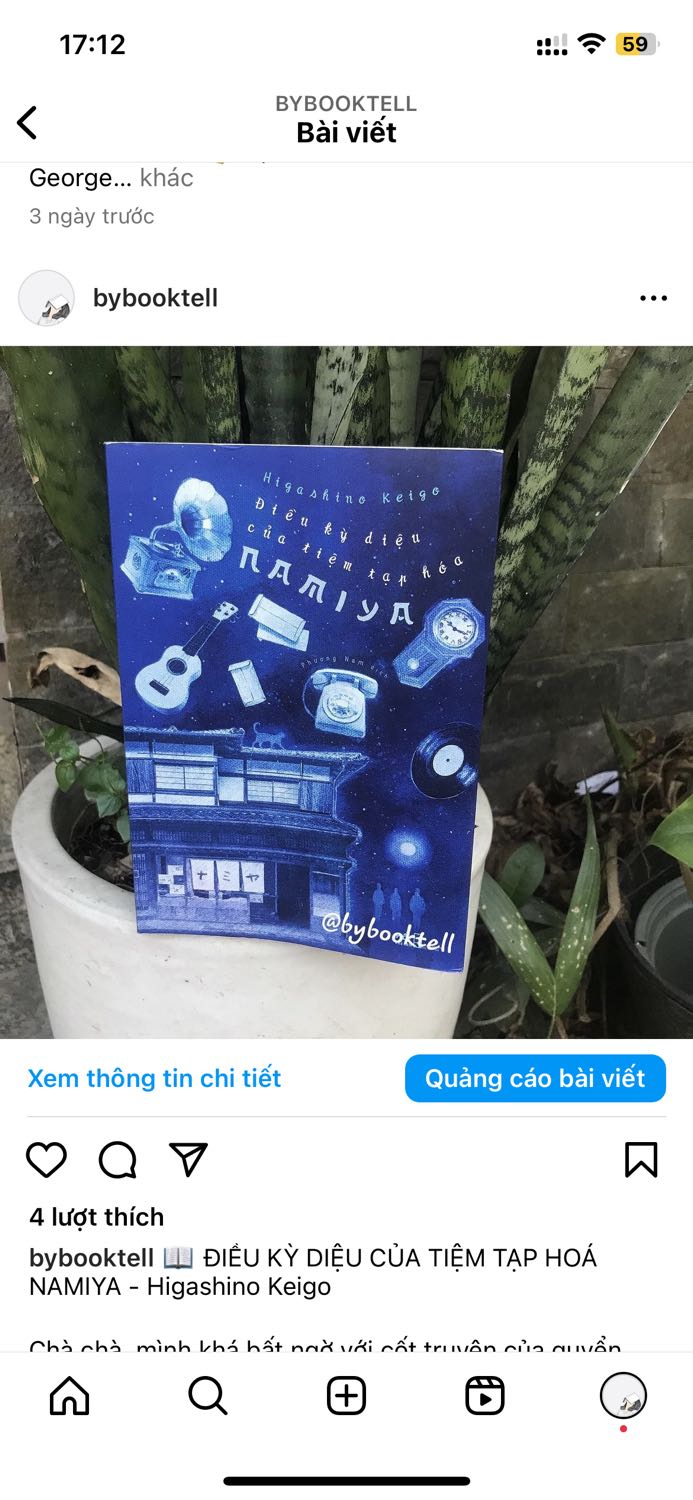 17:12
59
BYBOOKTELL
Bài viết
George... khác
3 ngày trước
bybooktell
Higashino Keigo
Điều kỳ diệu
của tiệm tạp hóa
NAMIYA
Phương Nam dịch
ナミヤ
@bybooktell
Xem thông tin chi tiết
Quảng cáo bài viết
4 lượt thích
bybooktell 📖 ĐIỀU KỲ DIỆU CỦA TIỆM TẠP HOÁ
NAMIYA - Higashino Keigo
Chà chà, mình khá bất ngờ với cốt truyện của quyển